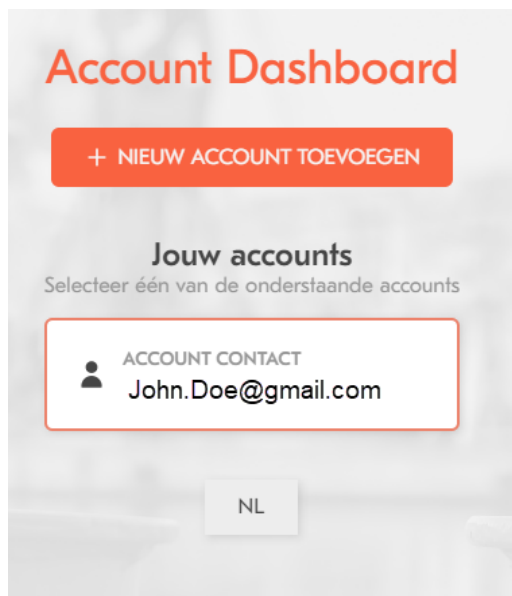 Account Dashboard
+ NIEUW ACCOUNT TOEVOEGEN
Jouw accounts
Selecteer één van de onderstaande accounts
ACCOUNT CONTACT
John.Doe@gmail.com
NL